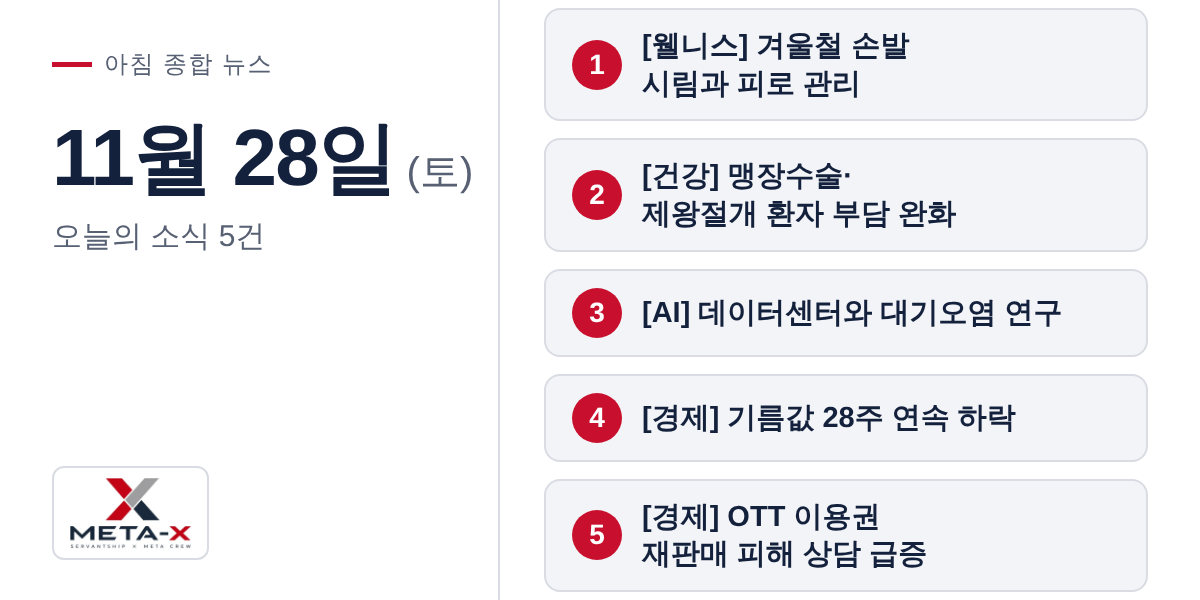 아침 종합 뉴스
11월 28일 (토)
오늘의 소식 5건
META-X
SERVANTSHIP × META CREW
1
[웰니스] 겨울철 손발
시림과 피로 관리
2
[건강] 맹장수술·
제왕절개 환자 부담 완화
3
[AI] 데이터센터와 대기오염 연구
4
[경제] 기름값 28주 연속 하락
5
[경제] OTT 이용권
재판매 피해 상담 급증